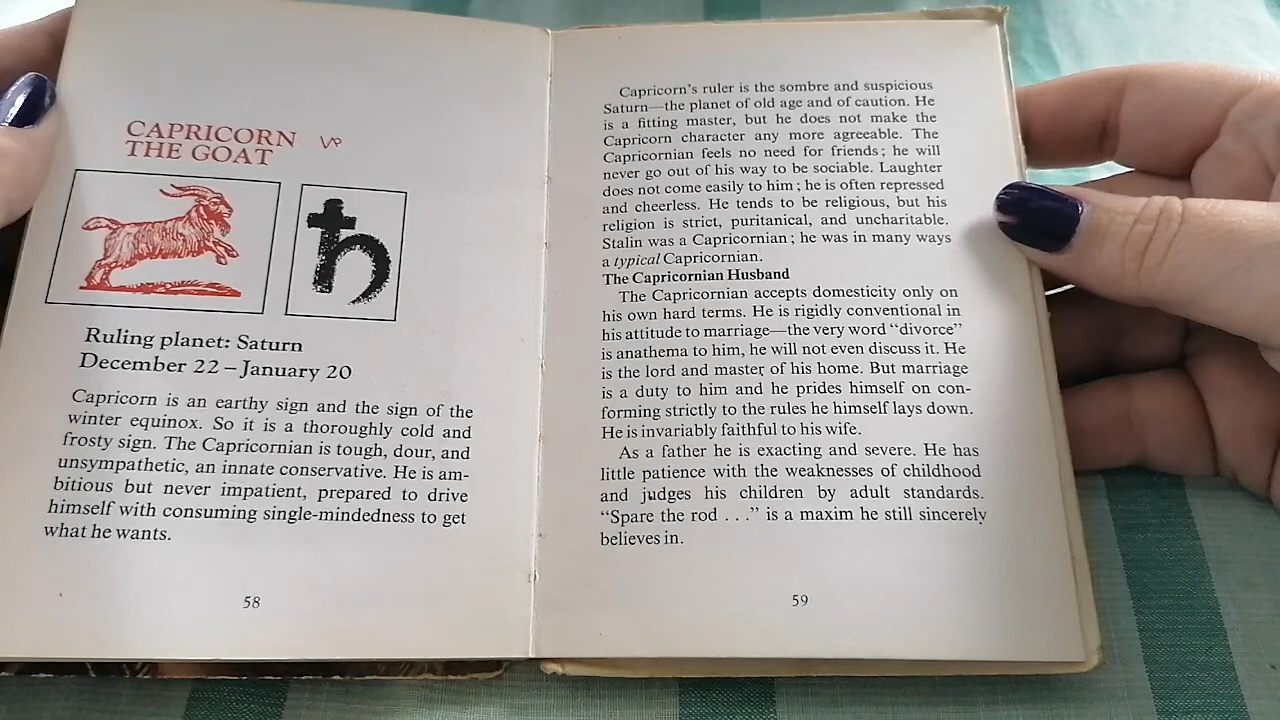 CAPRICORN
THE GOAT
Ruling planet: Saturn
December 22 – January 20
Capricorn is an earthy sign and the sign of the
winter equinox. So it is a thoroughly cold and
frosty sign. The Capricornian is tough, dour, and
unsympathetic, an innate conservative. He is am-
bitious but never impatient, prepared to drive
himself with consuming single-mindedness to get
what he wants.
58
Capricorn's ruler is the sombre and suspicious
Saturn—the planet of old age and of caution. He
is a fitting master, but he does not make the
Capricorn character any more agreeable. The
Capricornian feels no need for friends; he will
never go out of his way to be sociable. Laughter
does not come easily to him; he is often repressed
and cheerless. He tends to be religious, but his
religion is strict, puritanical, and uncharitable.
Stalin was a Capricornian; he was in many ways
a typical Capricornian.
The Capricornian Husband
The Capricornian accepts domesticity only on
his own hard terms. He is rigidly conventional in
his attitude to marriage—the very word “divorce”
is anathema to him, he will not even discuss it. He
is the lord and master of his home. But marriage
is a duty to him and he prides himself on con-
forming strictly to the rules he himself lays down.
He is invariably faithful to his wife.
As a father he is exacting and severe. He has
little patience with the weaknesses of childhood
and judges his children by adult standards.
“Spare the rod . . .” is a maxim he still sincerely
believes in.
59